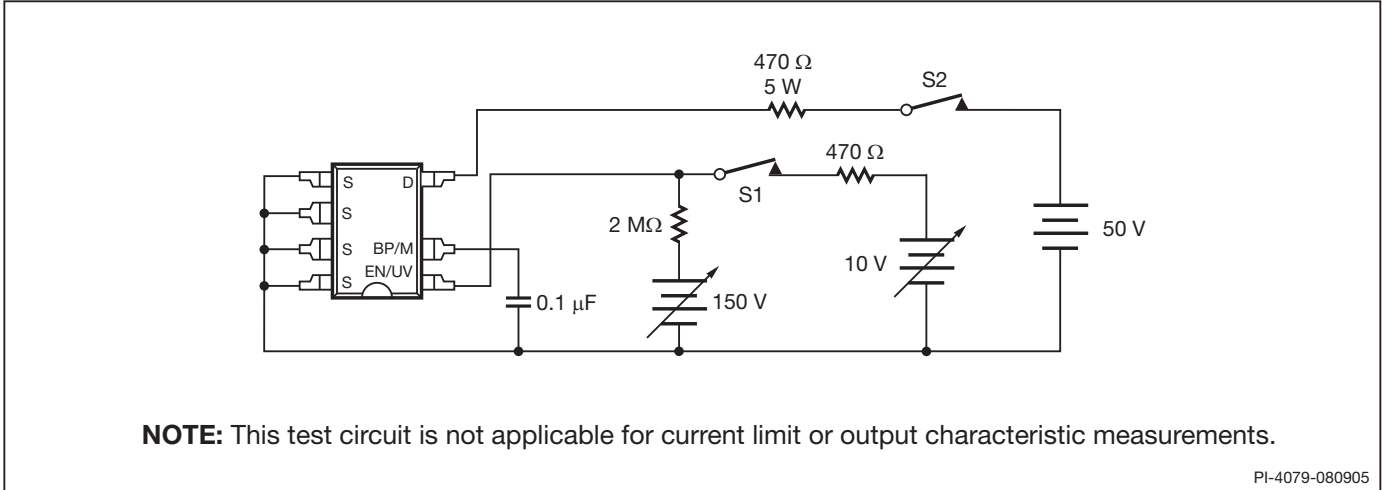 470 Ω
5 W
S2
470 Ω
S1
S D
S
S BP/M
EN/UV
S
2 MΩ
150 V
10 V
50 V
0.1 μF
NOTE: This test circuit is not applicable for current limit or output characteristic measurements.
PI-4079-080905